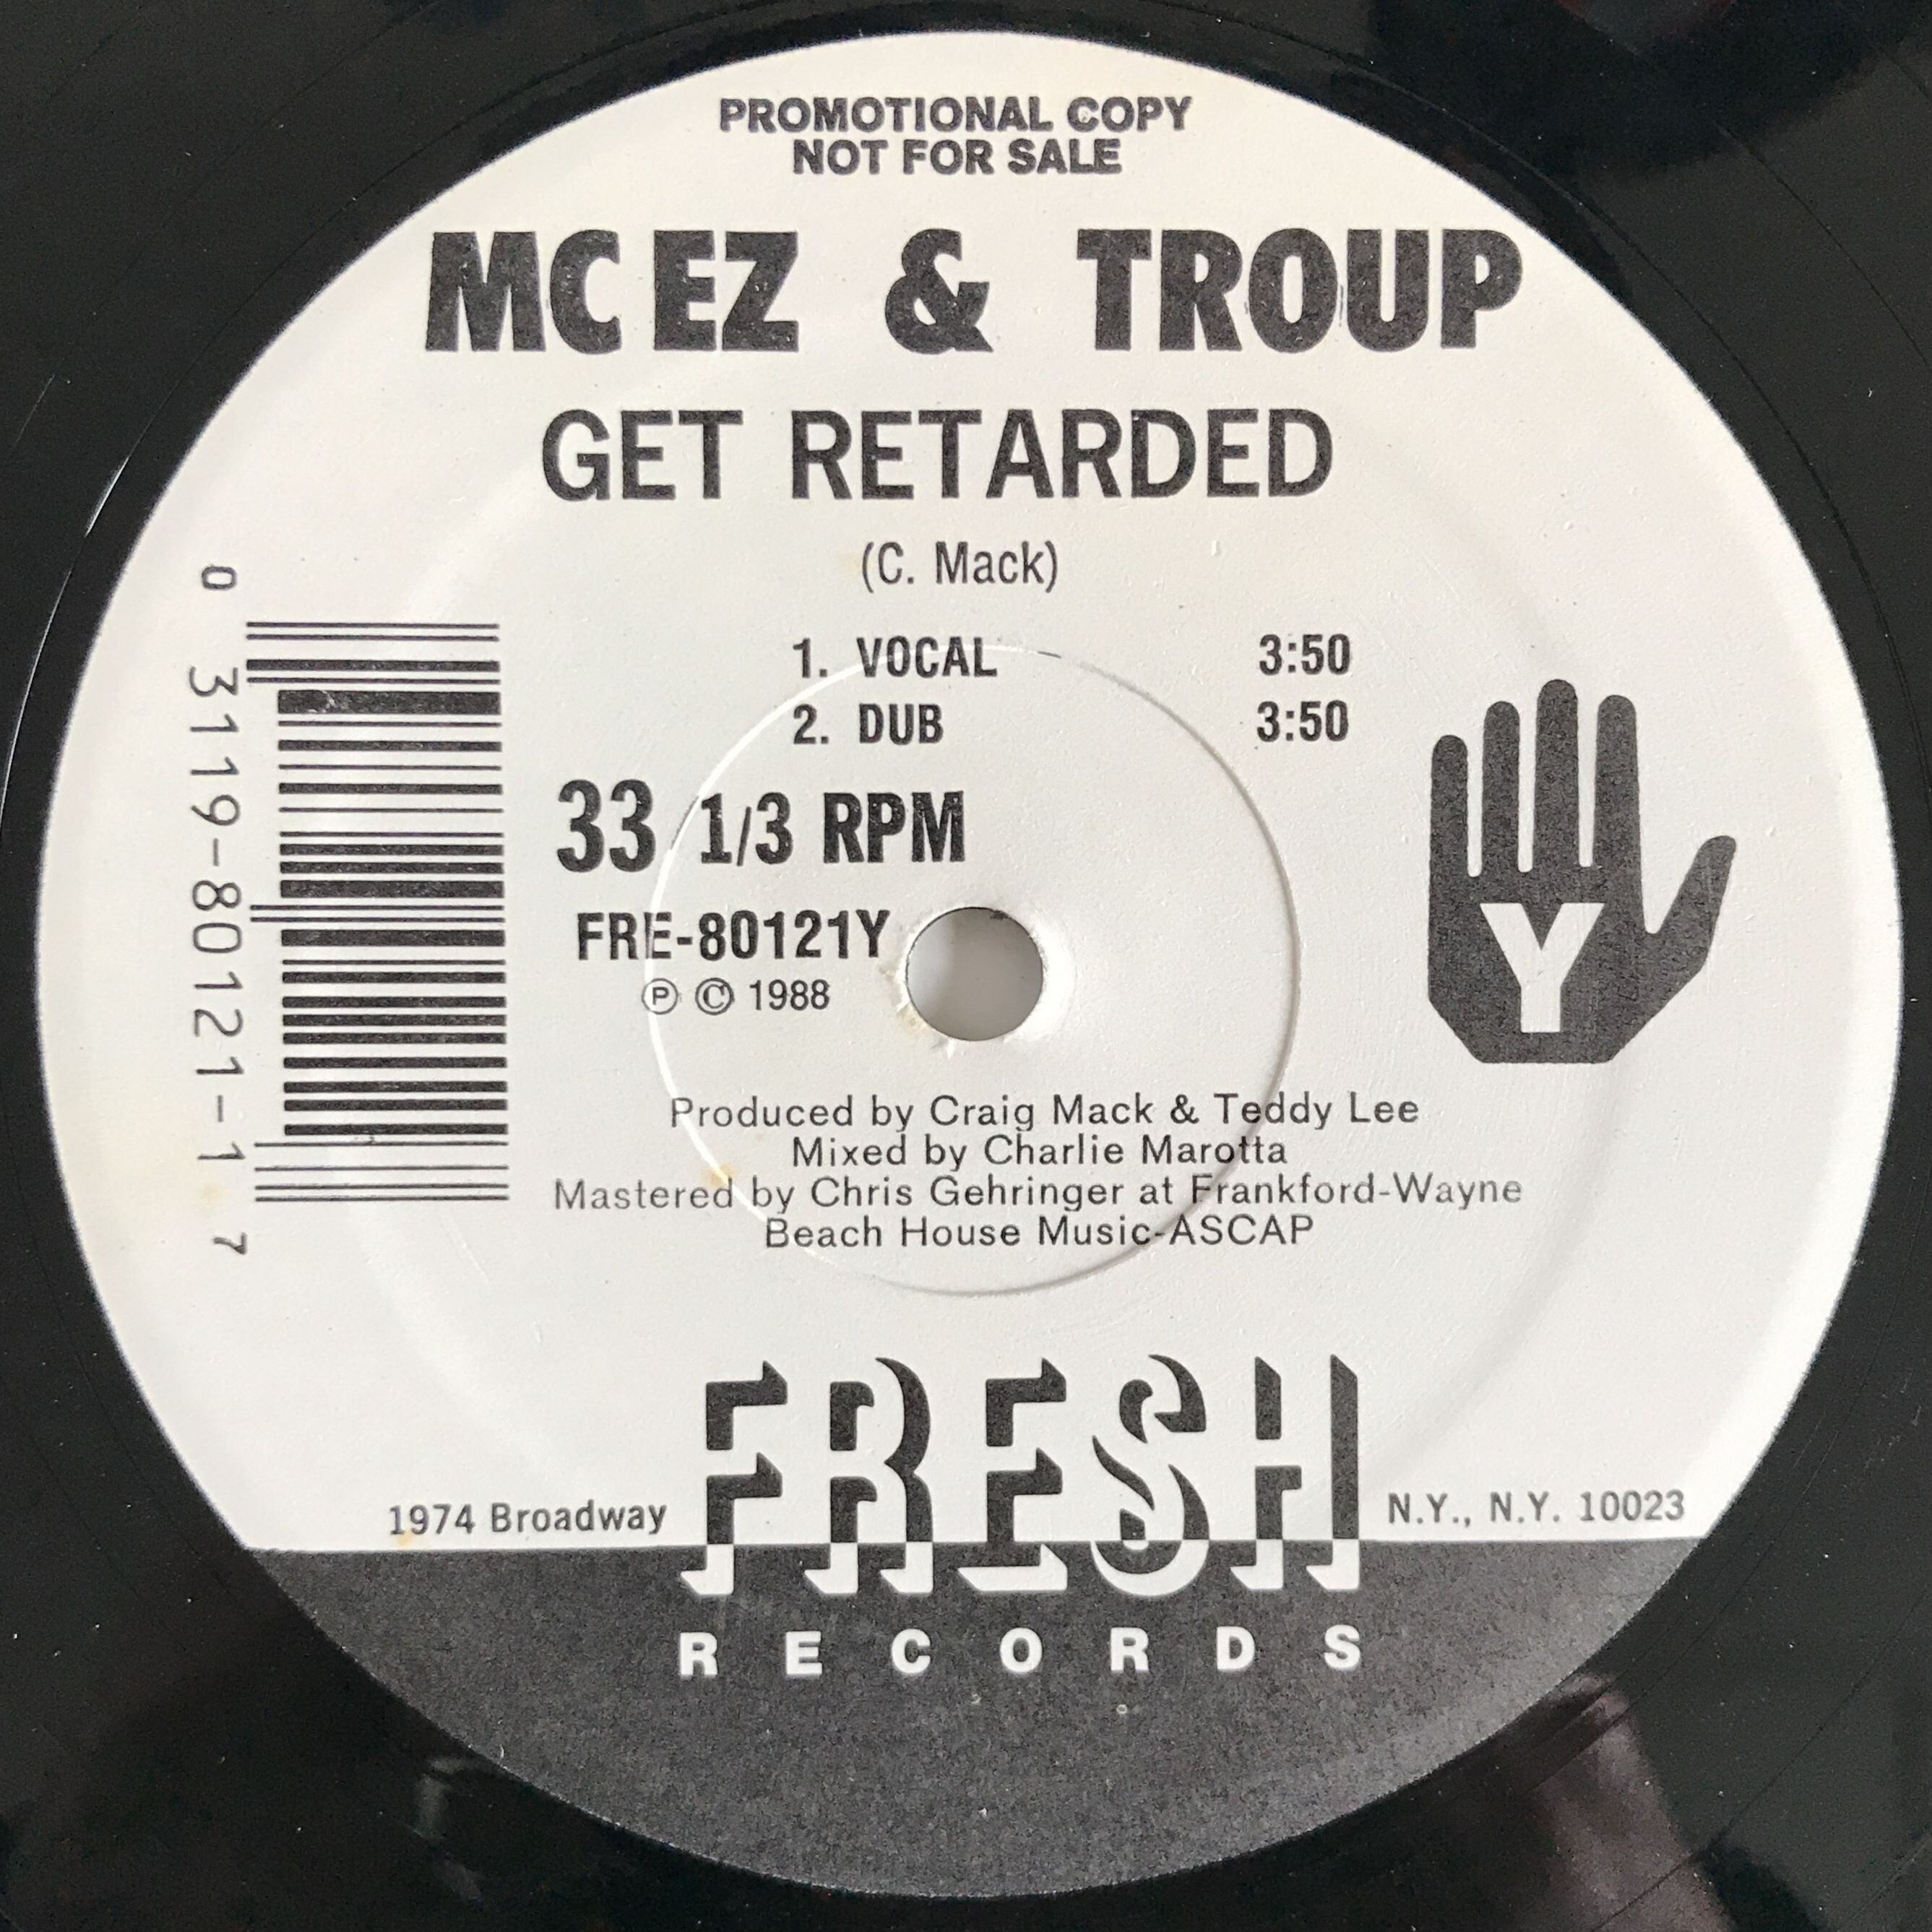 PROMOTIONAL COPY
NOT FOR SALE
MC EZ & TROUP
GET RETARDED
(C. Mack)
1. VOCAL 3:50
2. DUB 3:50
33 1/3 RPM
FRE-80121Y
Ⓟ © 1988
Y
0 3119-80121-1 7
Produced by Craig Mack & Teddy Lee
Mixed by Charlie Marotta
Mastered by Chris Gehringer at Frankford-Wayne
Beach House Music-ASCAP
1974 Broadway FRESH N.Y., N.Y. 10023
RECORDS